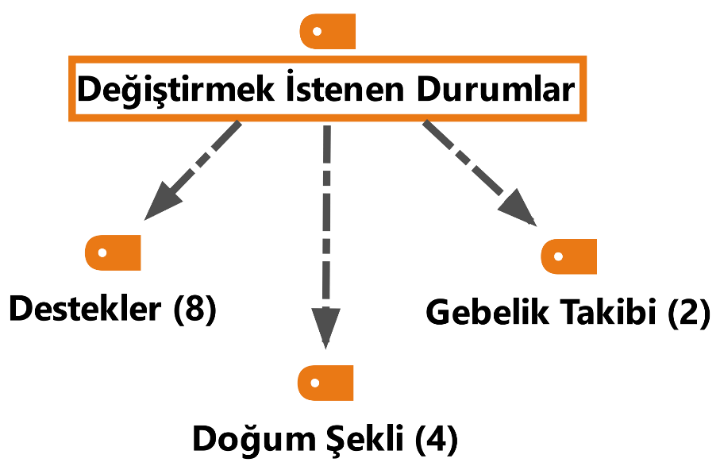 Değiştirmek İstenen Durumlar
Destekler (8)
Gebelik Takibi (2)
Doğum Şekli (4)